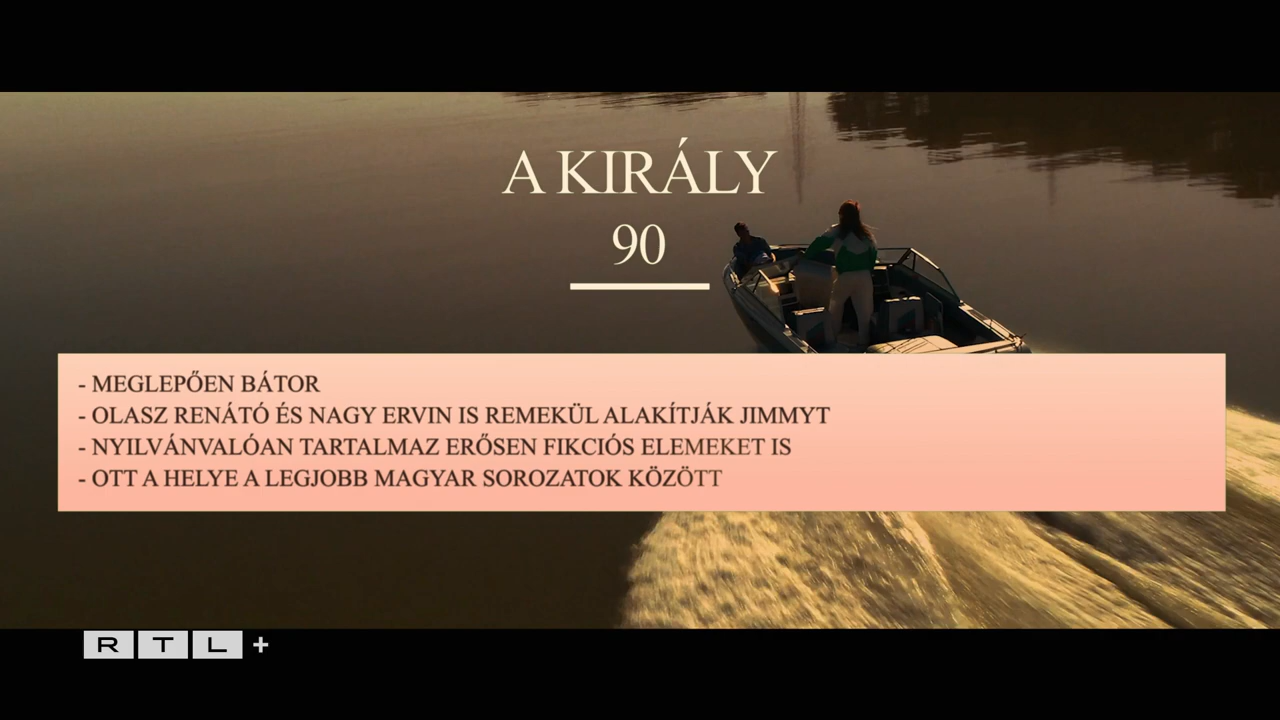 A KIRÁLY
90
- MEGLEPŐEN BÁTOR
- OLASZ RENÁTÓ ÉS NAGY ERVIN IS REMEKÜL ALAKÍTJÁK JIMMYT
- NYILVÁNVALÓAN TARTALMAZ ERŐSEN FIKCIÓS ELEMEKET IS
- OTT A HELYE A LEGJOBB MAGYAR SOROZATOK KÖZÖTT
RTL+